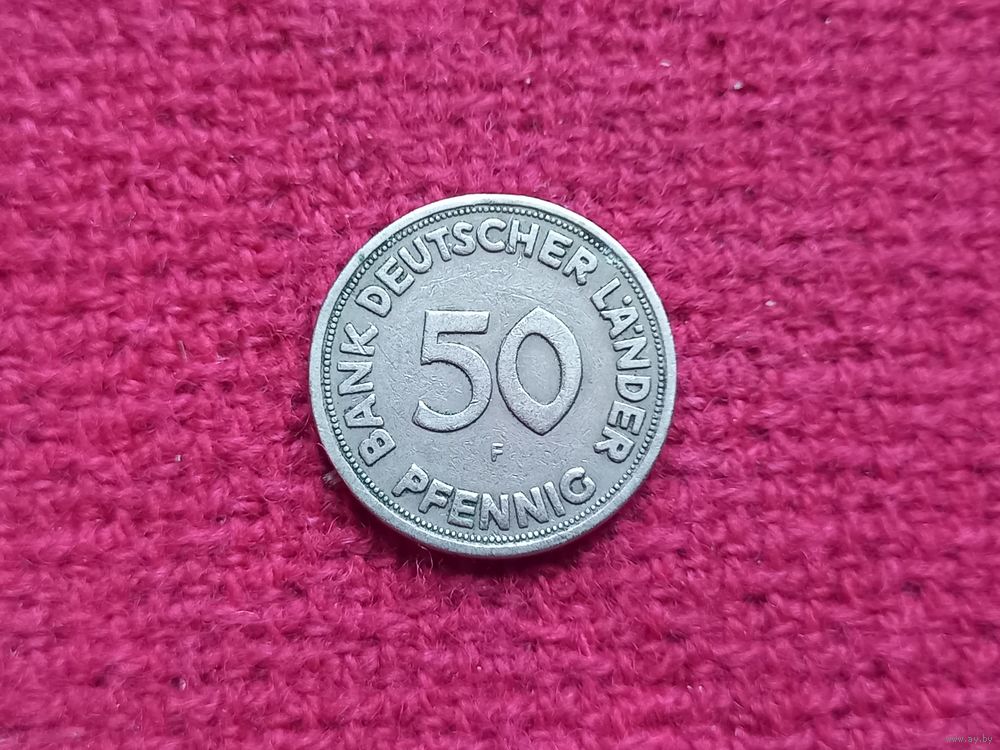 BANK DEUTSCHER LÄNDER
50
F
PFENNIG
www.ay.by